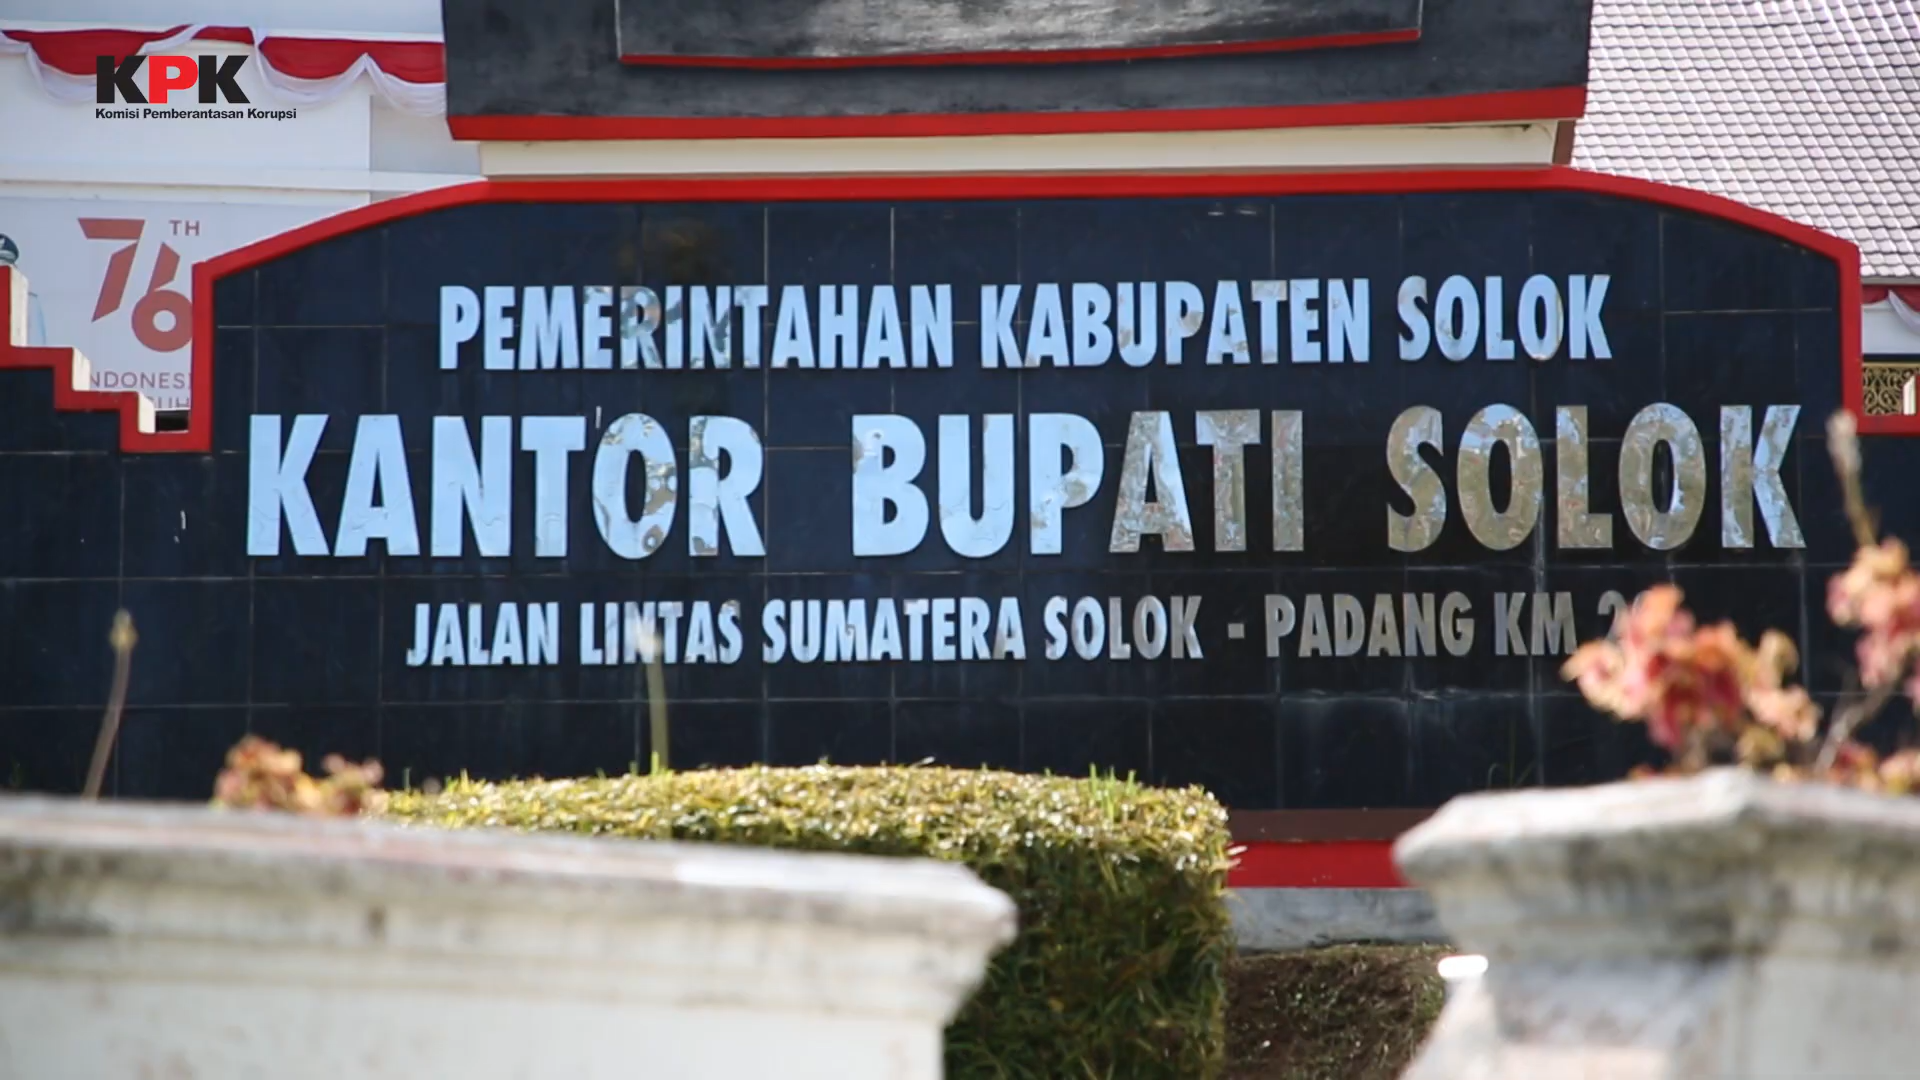 KPK
Komisi Pemberantasan Korupsi
76 TH
PEMERINTAHAN KABUPATEN SOLOK
KANTOR BUPATI SOLOK
JALAN LINTAS SUMATERA SOLOK - PADANG KM